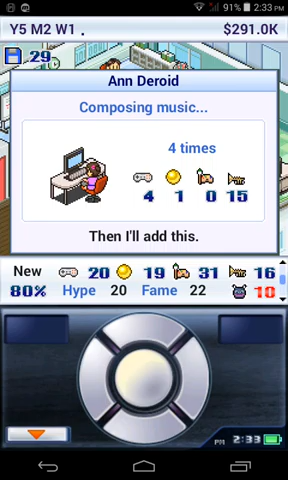 91% 2:33 PM
Y5 M2 W1 . $291.0K
29-
Ann Deroid
Composing music...
4 times
4 1 0 15
Then I'll add this.
New 20 19 31 16
80% Hype 20 Fame 22 10
PM 2:33